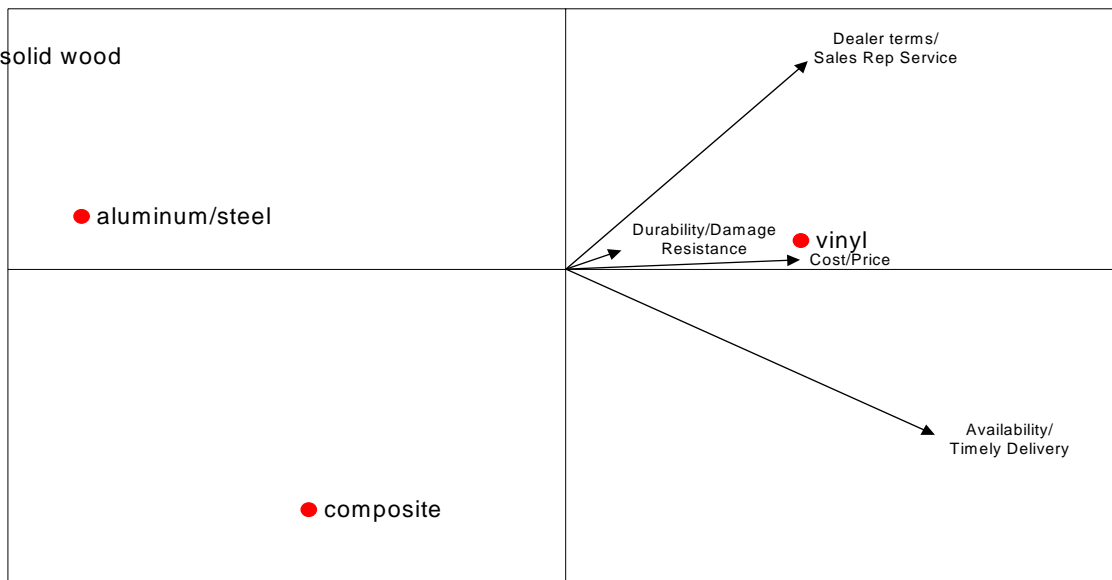 Dealer terms/
Sales Rep Service
solid wood
aluminum/steel
Durability/Damage
Resistance
vinyl
Cost/Price
Availability/
Timely Delivery
composite